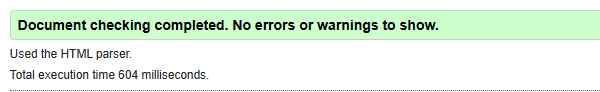 Document checking completed. No errors or warnings to show.
Used the HTML parser.
Total execution time 604 milliseconds.